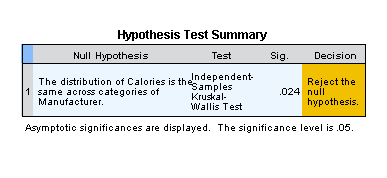 Hypothesis Test Summary
Null Hypothesis Test Sig. Decision
1 The distribution of Calories is the same across categories of Manufacturer. Independent-Samples Kruskal-Wallis Test .024 Reject the null hypothesis.
Asymptotic significances are displayed. The significance level is .05.